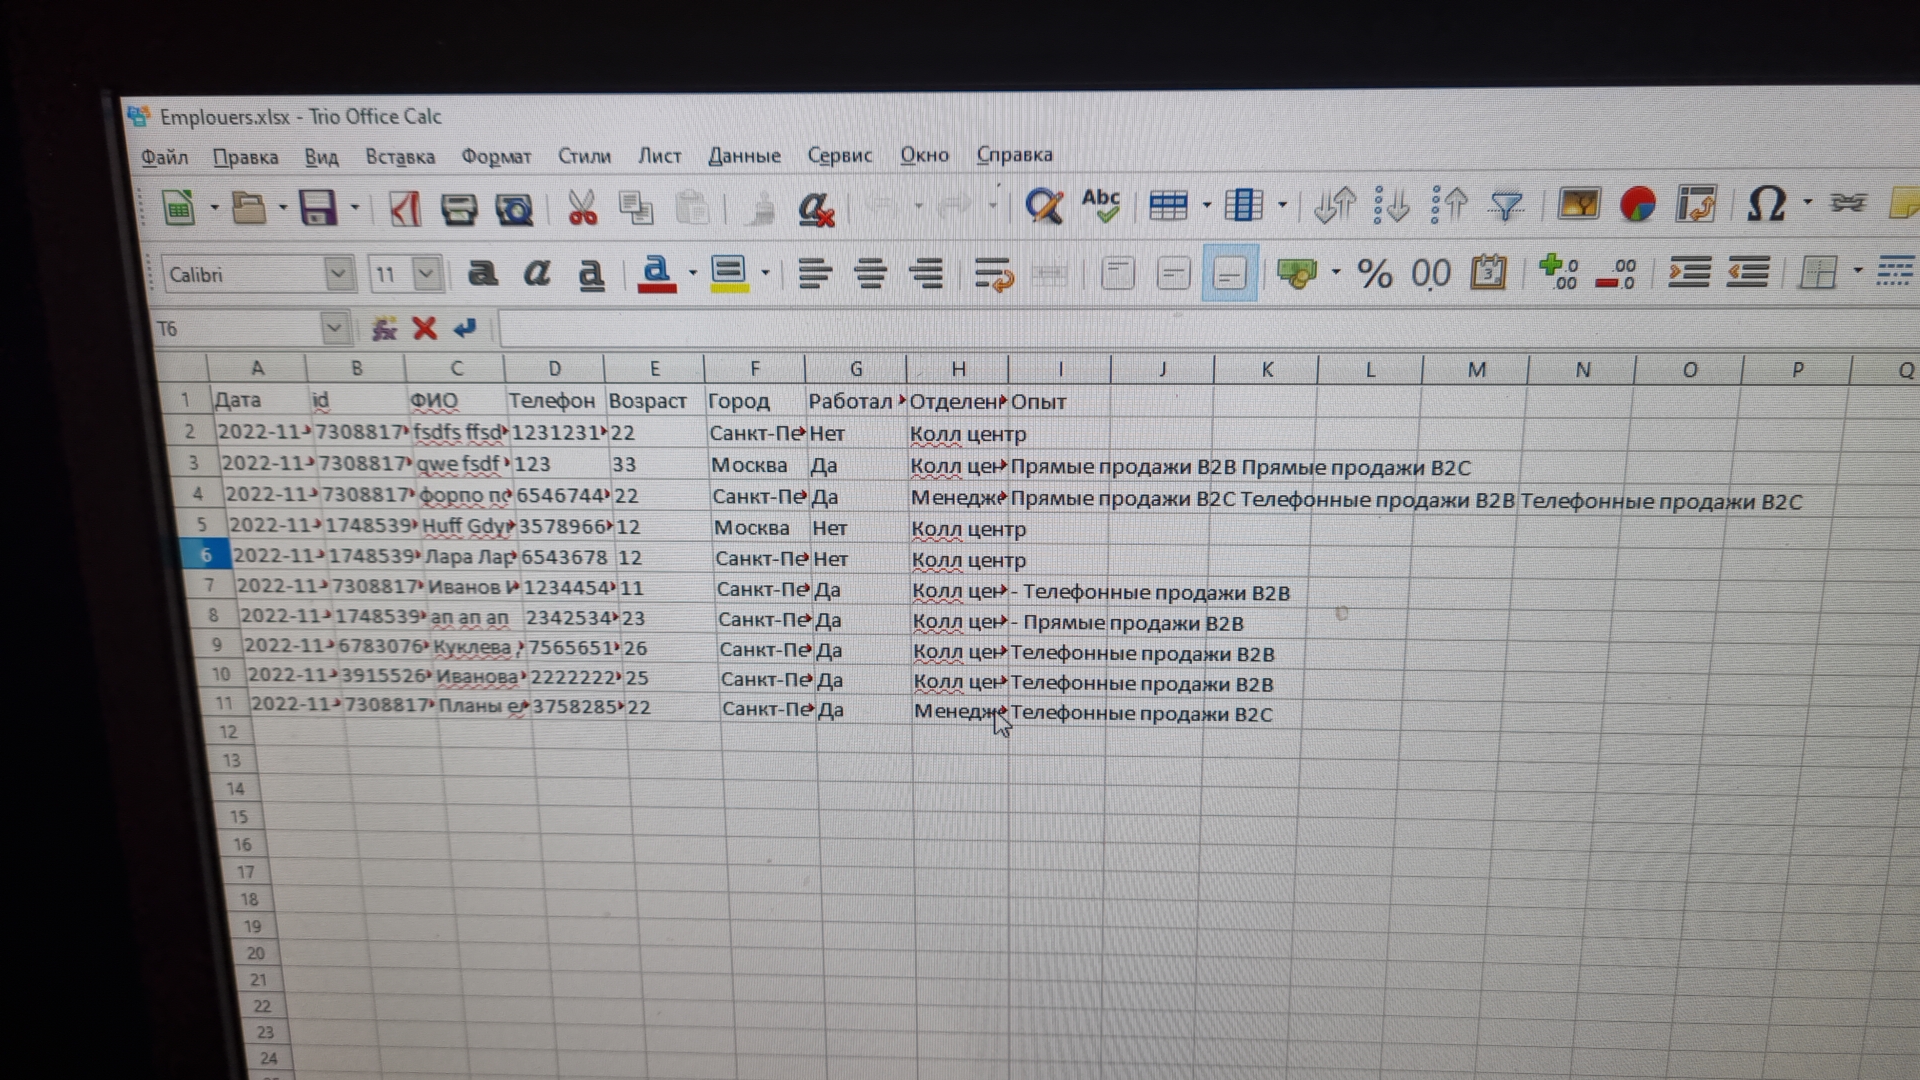 Emplouers.xlsx - Trio Office Calc
Файл Правка Вид Вставка Формат Стили Лист Данные Сервис Окно Справка
Abc
Calibri 11 a a a a % 00
T6
A B C D E F G H I J K L M N O P Q
1 Дата id ФИО Телефон Возраст Город Работал Отделен Опыт
2 2022-11- 7308817 fsdfs ffsd 1231231 22 Санкт-Пе Нет Колл центр
3 2022-11- 7308817 qwe fsdf 123 33 Москва Да Колл цен Прямые продажи B2B Прямые продажи B2C
4 2022-11- 7308817 форпо по 6546744 22 Санкт-Пе Да Менедже Прямые продажи B2C Телефонные продажи B2B Телефонные продажи B2C
5 2022-11- 1748539 Huff Gdy 3578966 12 Москва Нет Колл центр
6 2022-11- 1748539 Лара Лар 6543678 12 Санкт-Пе Нет Колл центр
7 2022-11- 7308817 Иванов И 1234454 11 Санкт-Пе Да Колл цен - Телефонные продажи B2B
8 2022-11- 1748539 ап ап ап 2342534 23 Санкт-Пе Да Колл цен - Прямые продажи B2B
9 2022-11- 6783076 Куклева 7565651 26 Санкт-Пе Да Колл цен Телефонные продажи B2B
10 2022-11- 3915526 Иванова 2222222 25 Санкт-Пе Да Колл цен Телефонные продажи B2B
11 2022-11- 7308817 Планы 3758285 22 Санкт-Пе Да Менедже Телефонные продажи B2C
12
13
14
15
16
17
18
19
20
21
22
23
24